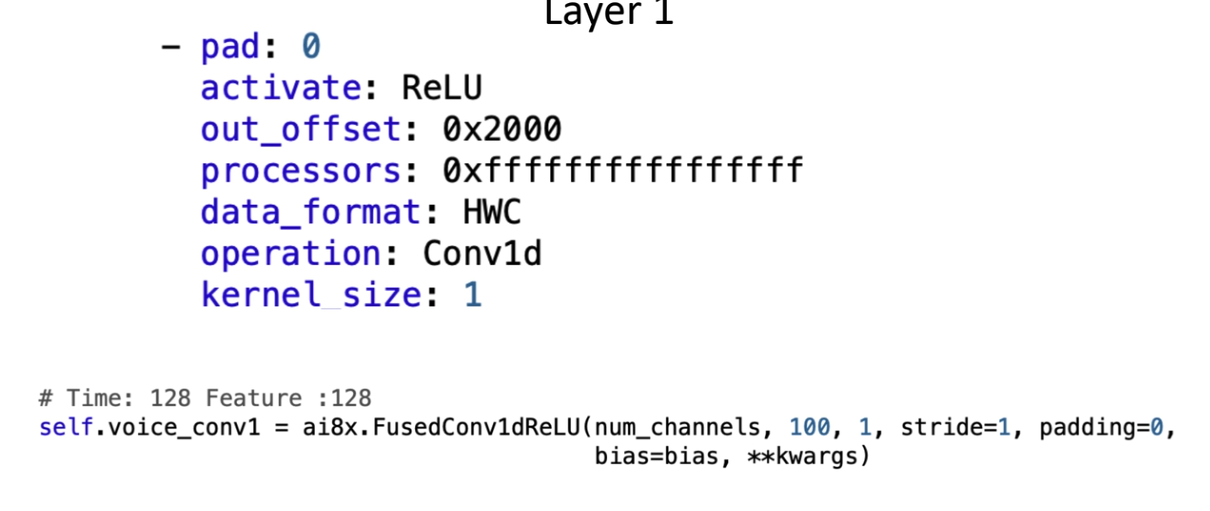 Layer 1
- pad: 0
activate: ReLU
out_offset: 0x2000
processors: 0xffffffffffffffff
data_format: HWC
operation: Conv1d
kernel_size: 1
# Time: 128 Feature :128
self.voice_conv1 = ai8x.FusedConv1dReLU(num_channels, 100, 1, stride=1, padding=0,
bias=bias, **kwargs)